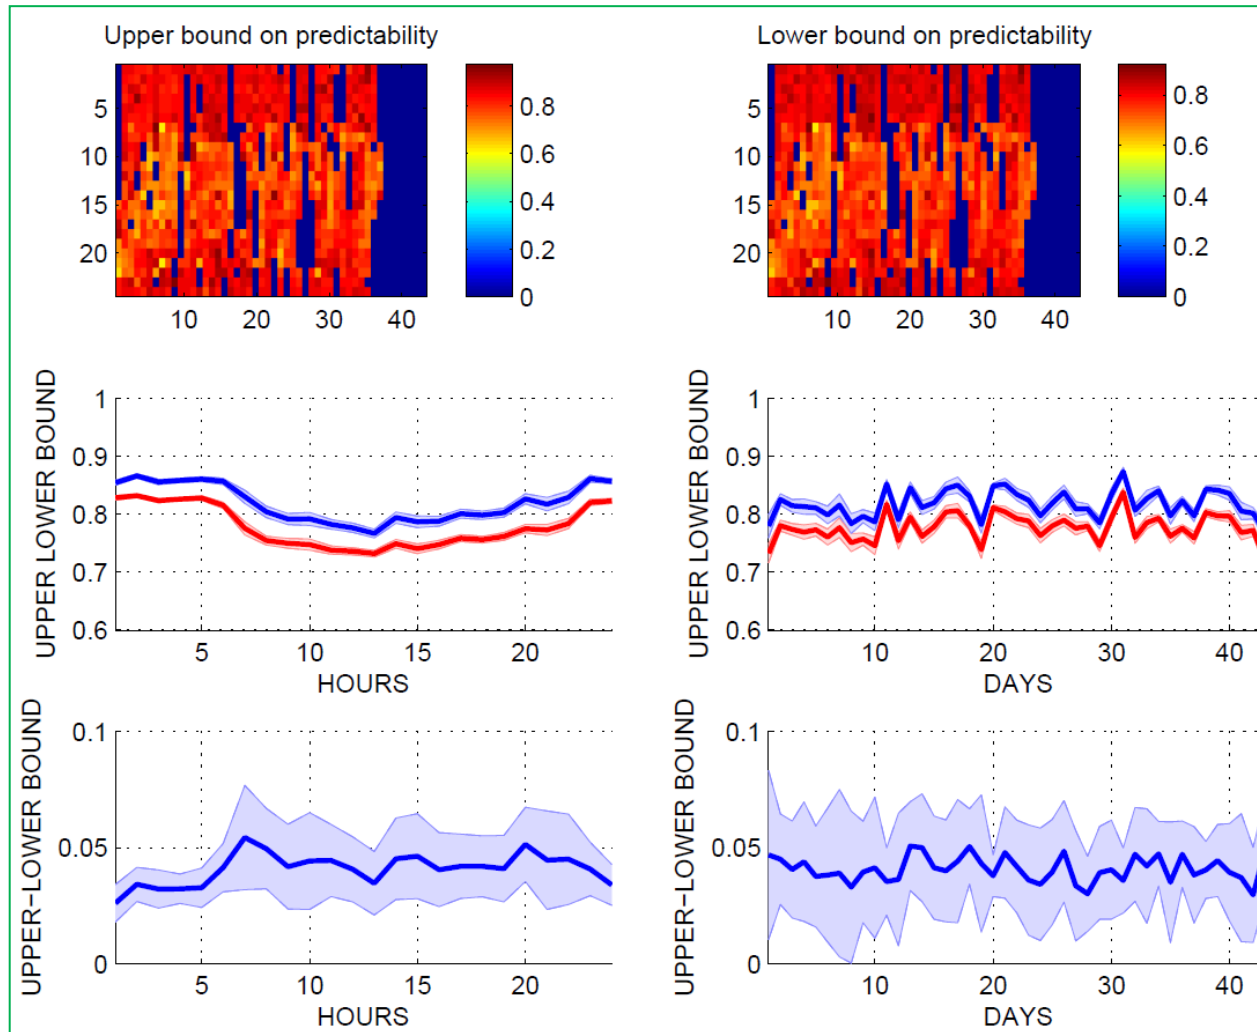 Upper bound on predictability
5
10
15
20
10 20 30 40
0.8
0.6
0.4
0.2
0
Lower bound on predictability
5
10
15
20
10 20 30 40
0.8
0.6
0.4
0.2
0
UPPER LOWER BOUND
1
0.9
0.8
0.7
0.6
5 10 15 20
HOURS
UPPER LOWER BOUND
1
0.9
0.8
0.7
0.6
10 20 30 40
DAYS
UPPER-LOWER BOUND
0.1
0.05
0
5 10 15 20
HOURS
UPPER-LOWER BOUND
0.1
0.05
0
10 20 30 40
DAYS